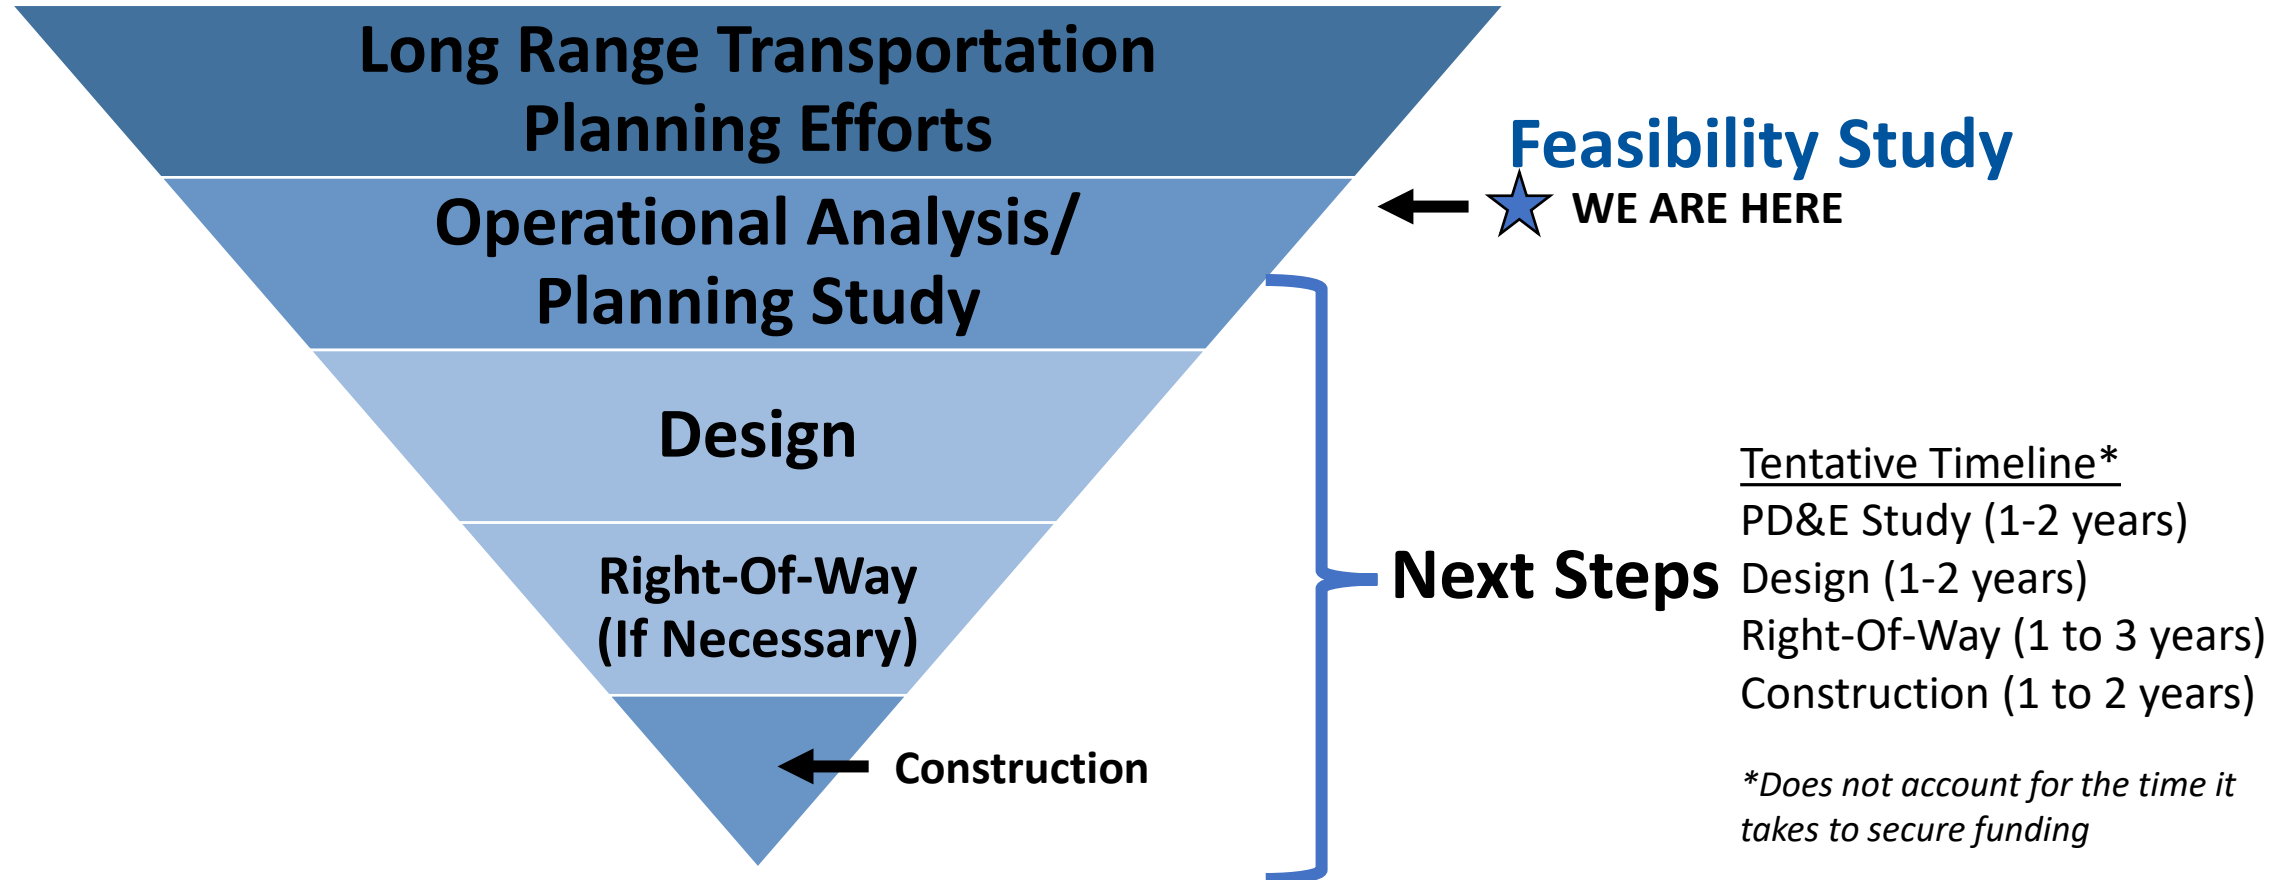 Long Range Transportation
Planning Efforts
Feasibility Study
WE ARE HERE
Operational Analysis/
Planning Study
Design
Right-Of-Way
(If Necessary)
Construction
Next Steps
Tentative Timeline*
PD&E Study (1-2 years)
Design (1-2 years)
Right-Of-Way (1 to 3 years)
Construction (1 to 2 years)
*Does not account for the time it
takes to secure funding